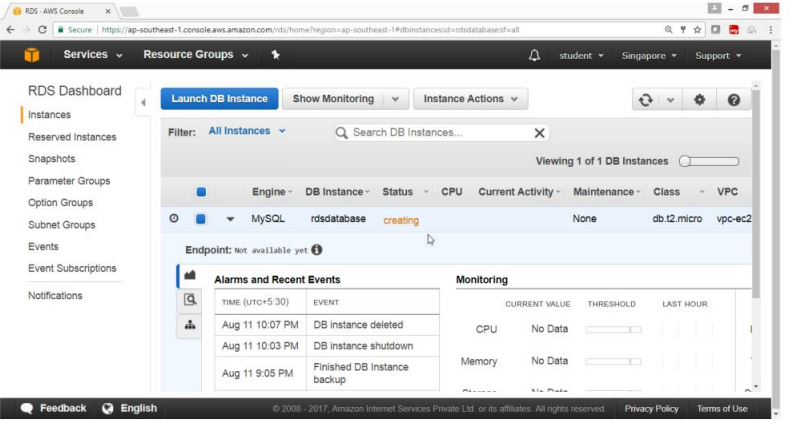 RDS · AWS Console
Secure | https://ap-southeast-1.console.aws.amazon.com/rds/home?region=ap-southeast-1#dbinstances:id=rdsdatabase;sf=all
Services Resource Groups student Singapore Support
RDS Dashboard
Instances
Reserved Instances
Snapshots
Parameter Groups
Option Groups
Subnet Groups
Events
Event Subscriptions
Notifications
Launch DB Instance Show Monitoring Instance Actions
Filter: All Instances Search DB Instances... X
Viewing 1 of 1 DB Instances
Engine DB Instance Status CPU Current Activity Maintenance Class VPC
MySQL rdsdatabase creating None db.t2.micro vpc-ec2
Endpoint: Not available yet
Alarms and Recent Events
TIME (UTC+5:30) EVENT
Aug 11 10:07 PM DB instance deleted
Aug 11 10:03 PM DB instance shutdown
Aug 11 9:05 PM Finished DB Instance
backup
Monitoring
CURRENT VALUE THRESHOLD LAST HOUR
CPU No Data
Memory No Data
Feedback English © 2008 - 2017, Amazon Internet Services Private Ltd. or its affiliates. All rights reserved. Privacy Policy Terms of Use